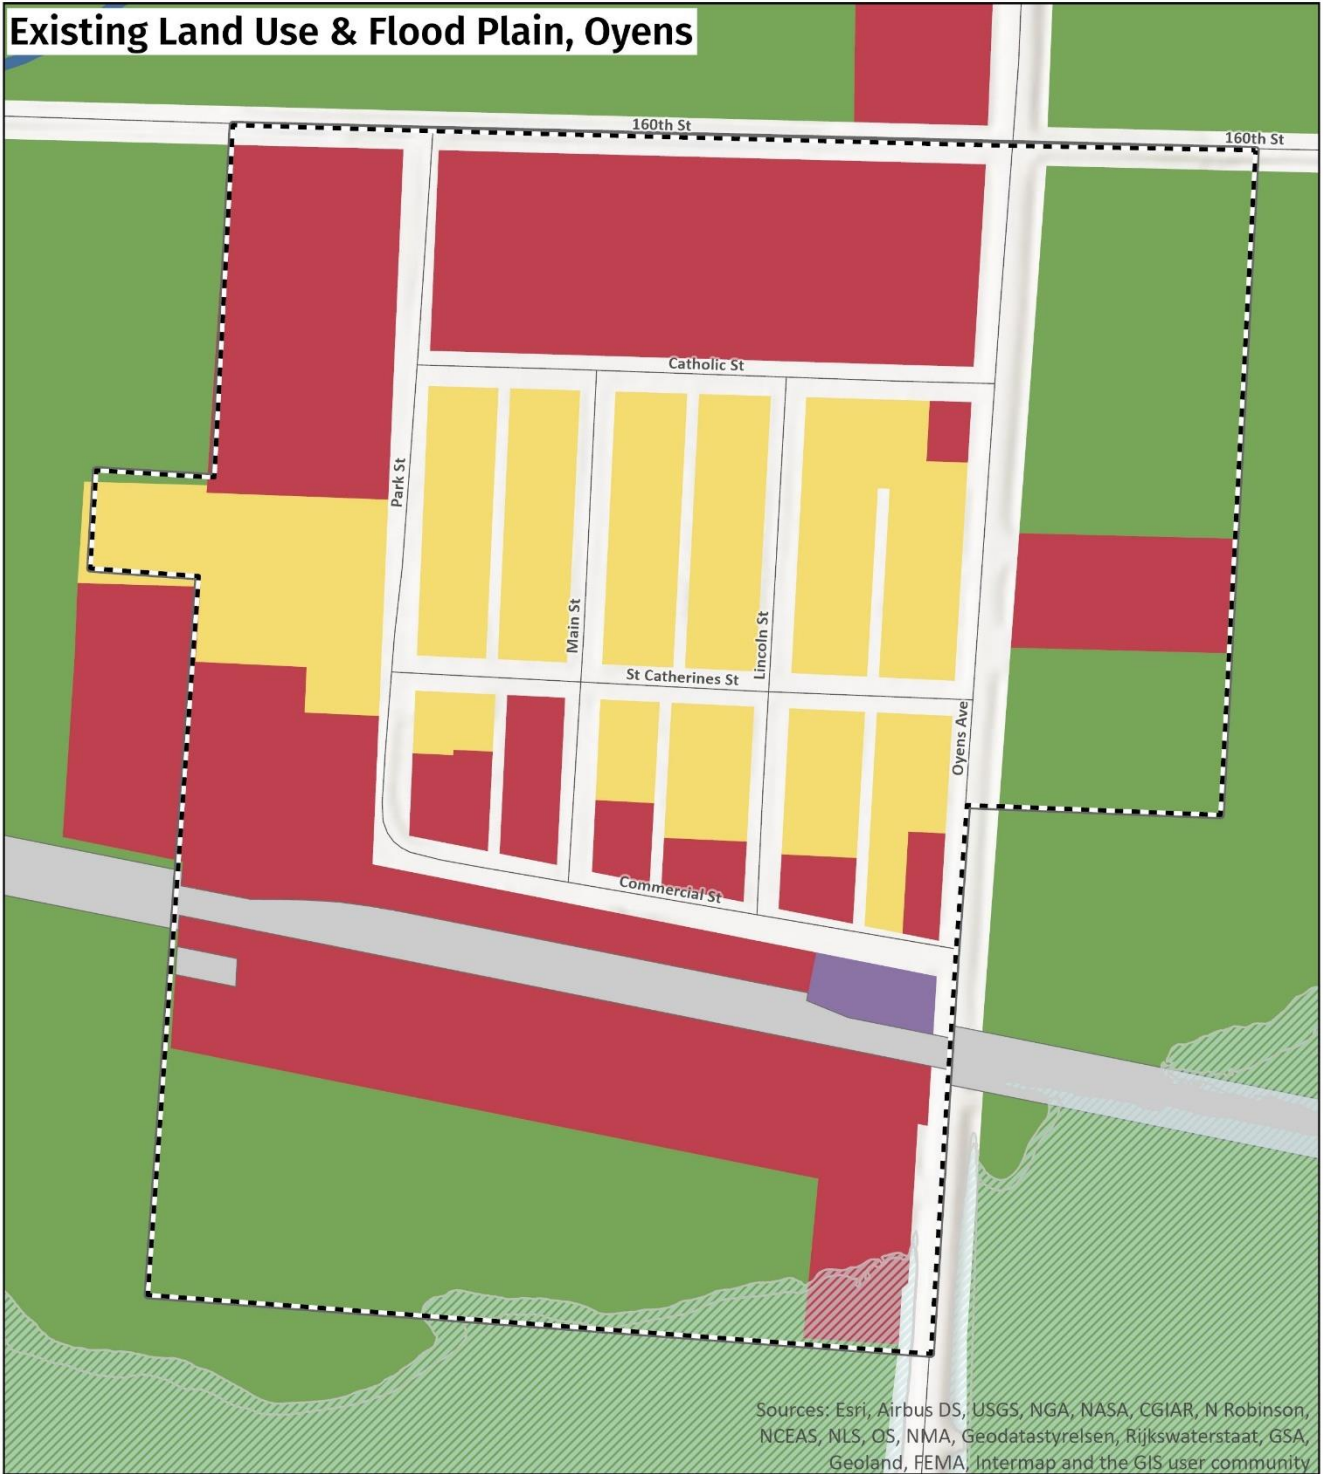 Existing Land Use & Flood Plain, Oyens
160th St
160th St
Catholic St
Park St
Main St
Lincoln St
St Catherines St
Oyens Ave
Commercial St
Sources: Esri, Airbus DS, USGS, NGA, NASA, CGIAR, N Robinson,
NCEAS, NLS, OS, NMA, Geodatastyrelsen, Rijkswaterstaat, GSA,
Geoland, FEMA, Intermap and the GIS user community